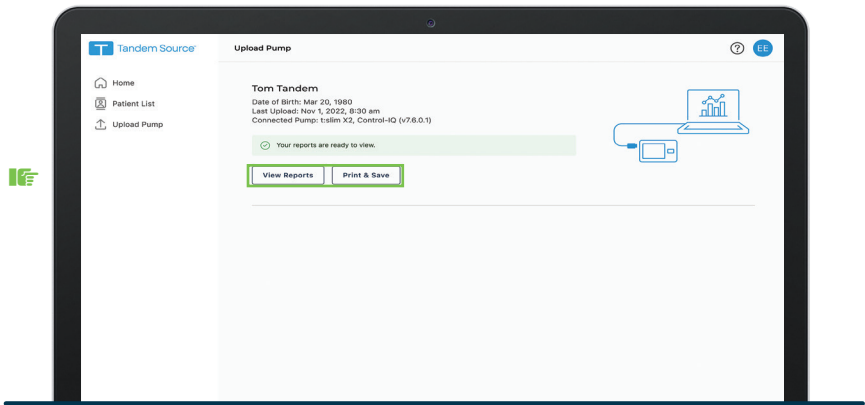 Tandem Source
Upload Pump
EE
Home
Patient List
Upload Pump
Tom Tandem
Date of Birth: Mar 20, 1980
Last Upload: Nov 1, 2022, 8:30 am
Connected Pump: t:slim X2, Control-IQ (v7.6.0.1)
Your reports are ready to view.
View Reports
Print & Save